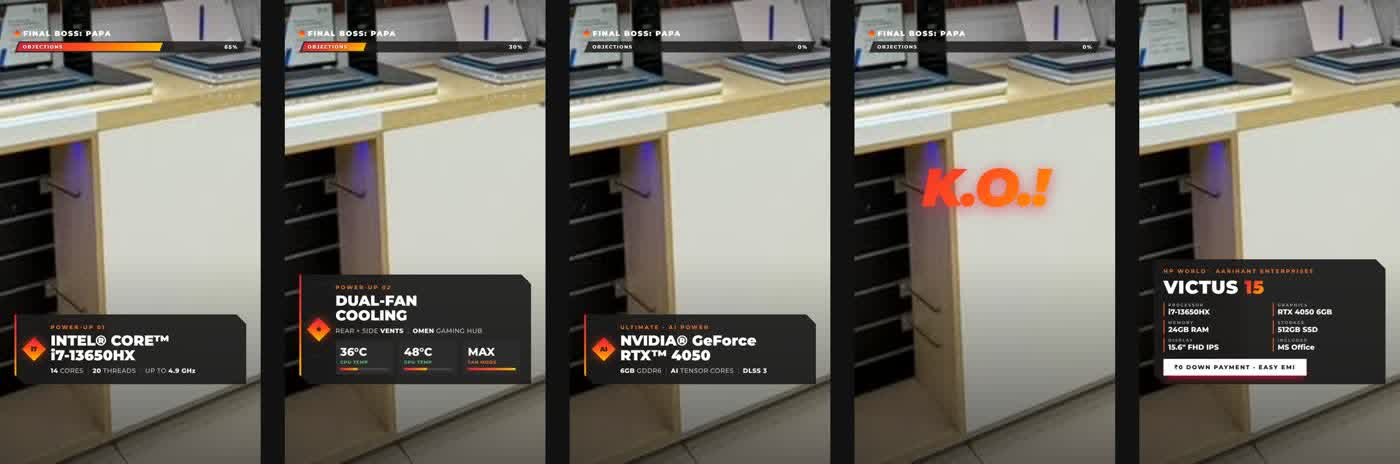 FINAL BOSS: PAPA
OBJECTIONS 65%
POWER-UP 01
i7
INTEL® CORE™
i7-13650HX
14 CORES | 20 THREADS | UP TO 4.9 GHz
FINAL BOSS: PAPA
OBJECTIONS 30%
POWER-UP 02
DUAL-FAN
COOLING
REAR + SIDE VENTS | OMEN GAMING HUB
36°C 48°C MAX
CPU TEMP GPU TEMP FAN MODE
FINAL BOSS: PAPA
OBJECTIONS 0%
ULTIMATE · AI POWER
AI
NVIDIA® GeForce
RTX™ 4050
6GB GDDR6 | AI TENSOR CORES | DLSS 3
FINAL BOSS: PAPA
OBJECTIONS 0%
K.O.!
HP WORLD · AARIHANT ENTERPRISES
VICTUS 15
PROCESSOR GRAPHICS
i7-13650HX RTX 4050 6GB
MEMORY STORAGE
24GB RAM 512GB SSD
DISPLAY INCLUDED
15.6" FHD IPS MS Office
₹0 DOWN PAYMENT · EASY EMI